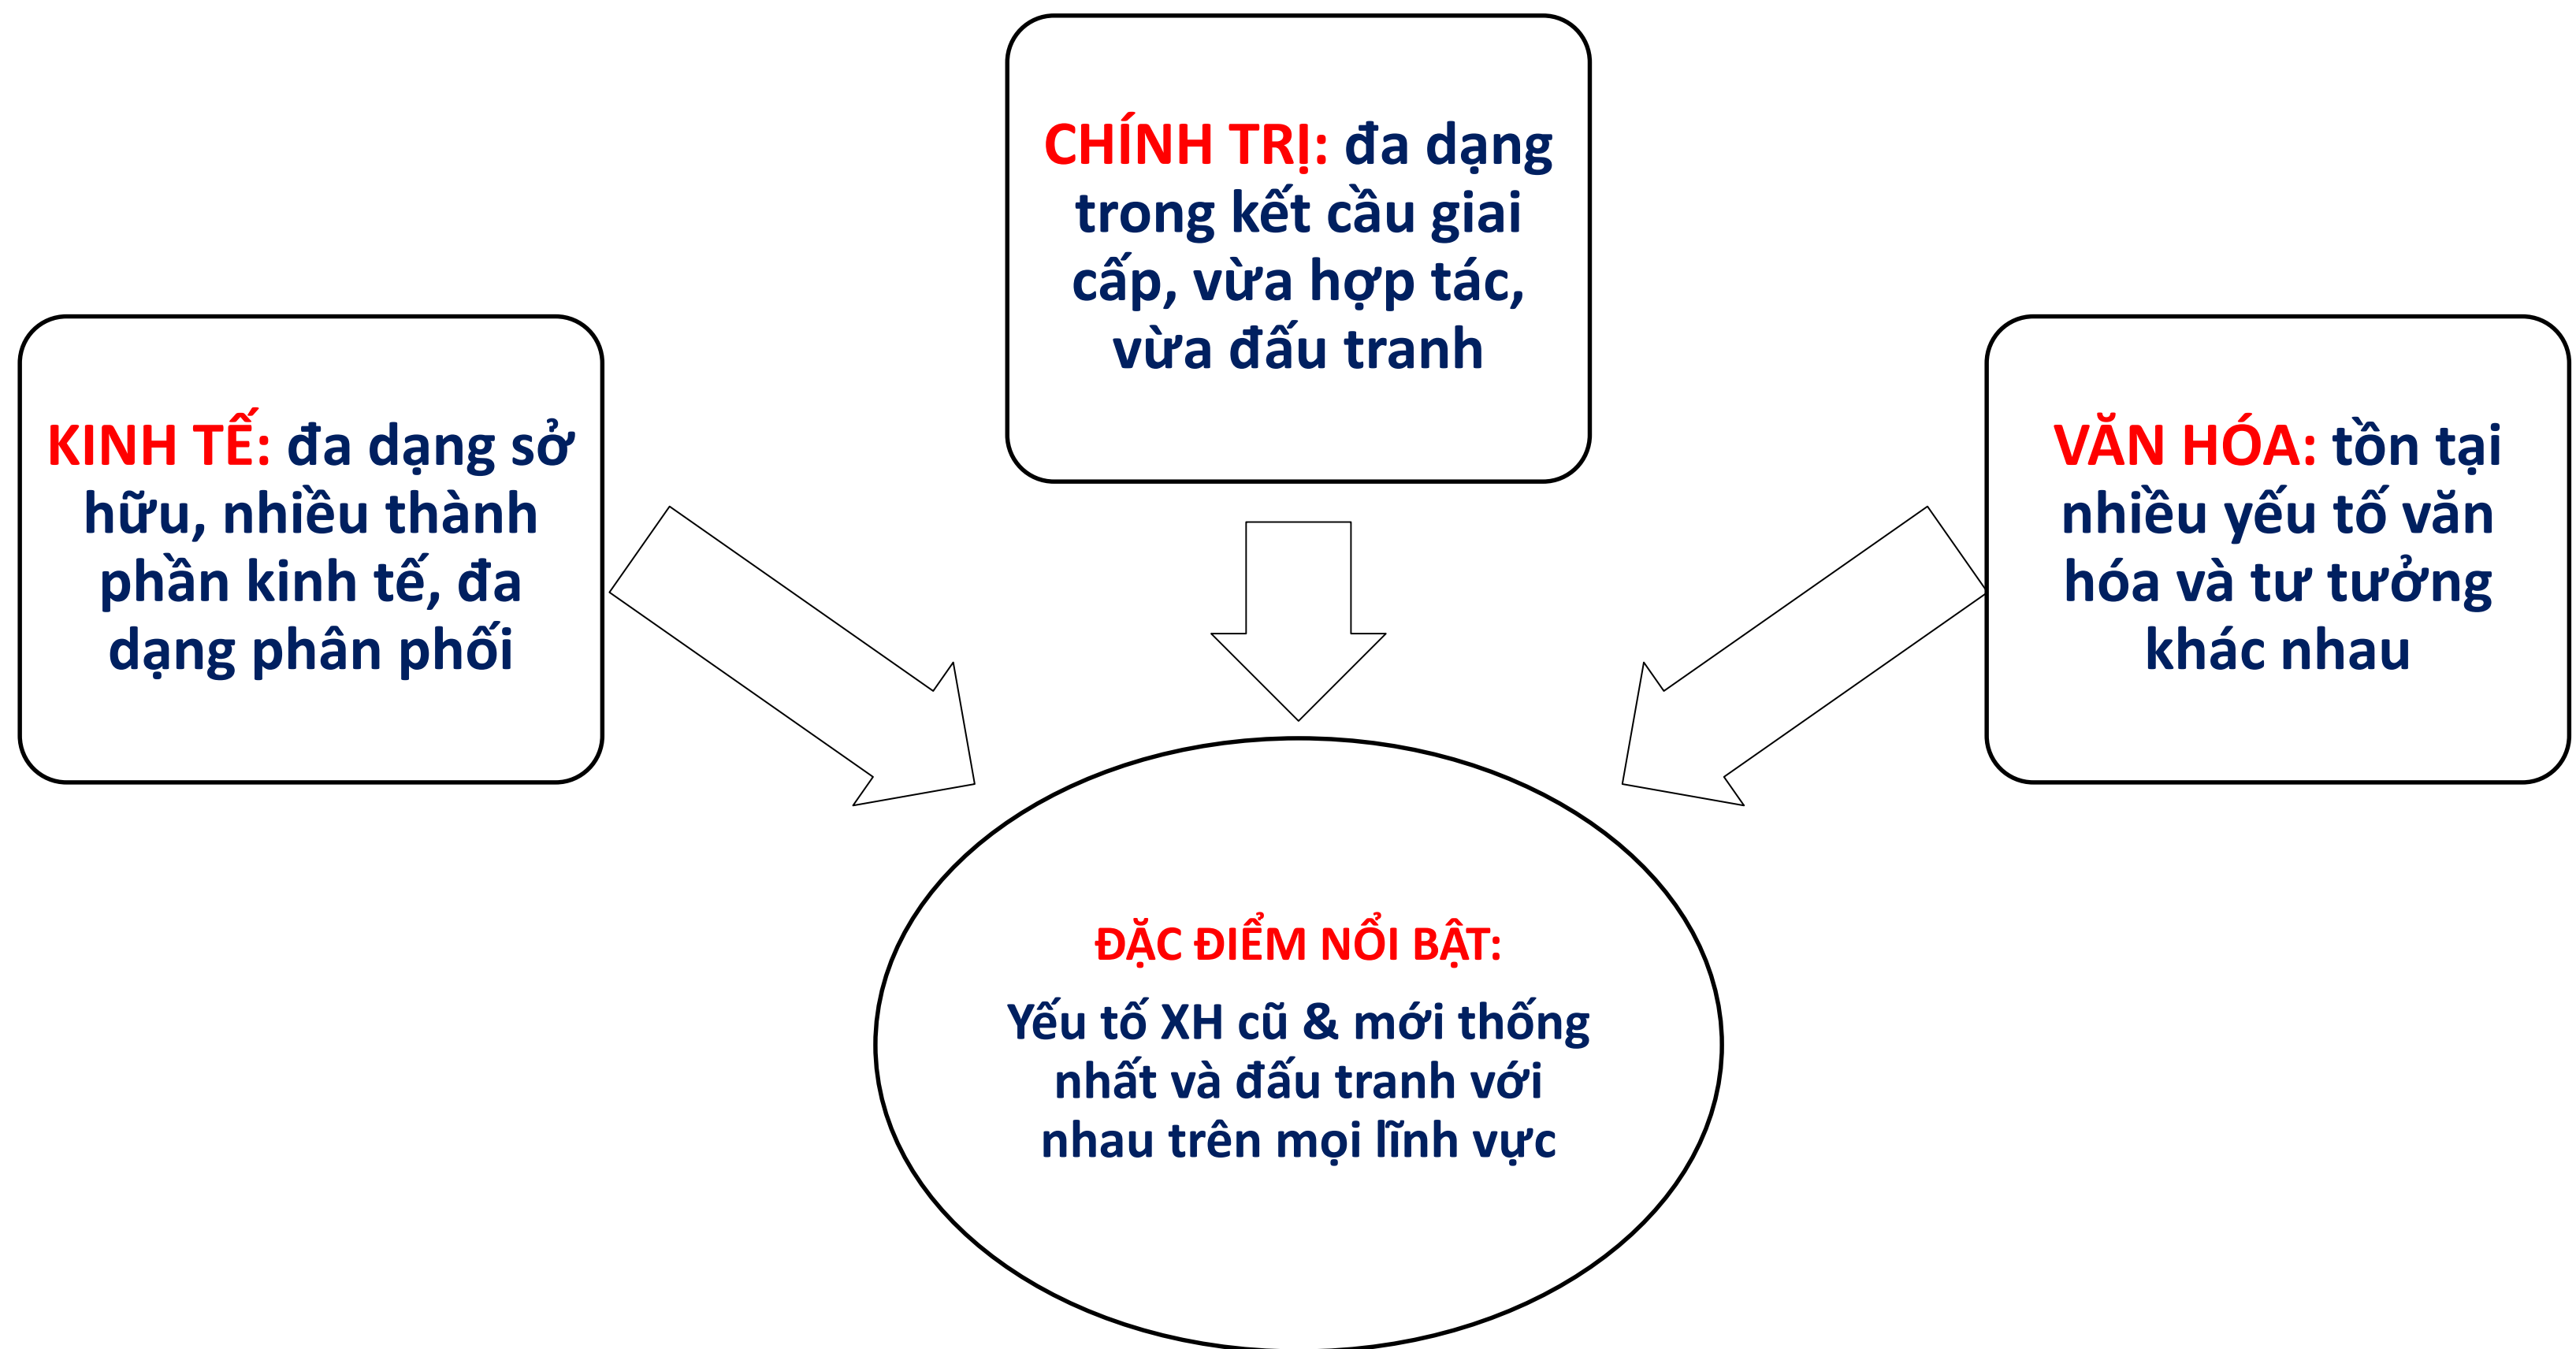 KINH TẾ: đa dạng sở
hữu, nhiều thành
phần kinh tế, đa
dạng phân phối
CHÍNH TRỊ: đa dạng
trong kết cầu giai
cấp, vừa hợp tác,
vừa đấu tranh
VĂN HÓA: tồn tại
nhiều yếu tố văn
hóa và tư tưởng
khác nhau
ĐẶC ĐIỂM NỔI BẬT:
Yếu tố XH cũ & mới thống
nhất và đấu tranh với
nhau trên mọi lĩnh vực